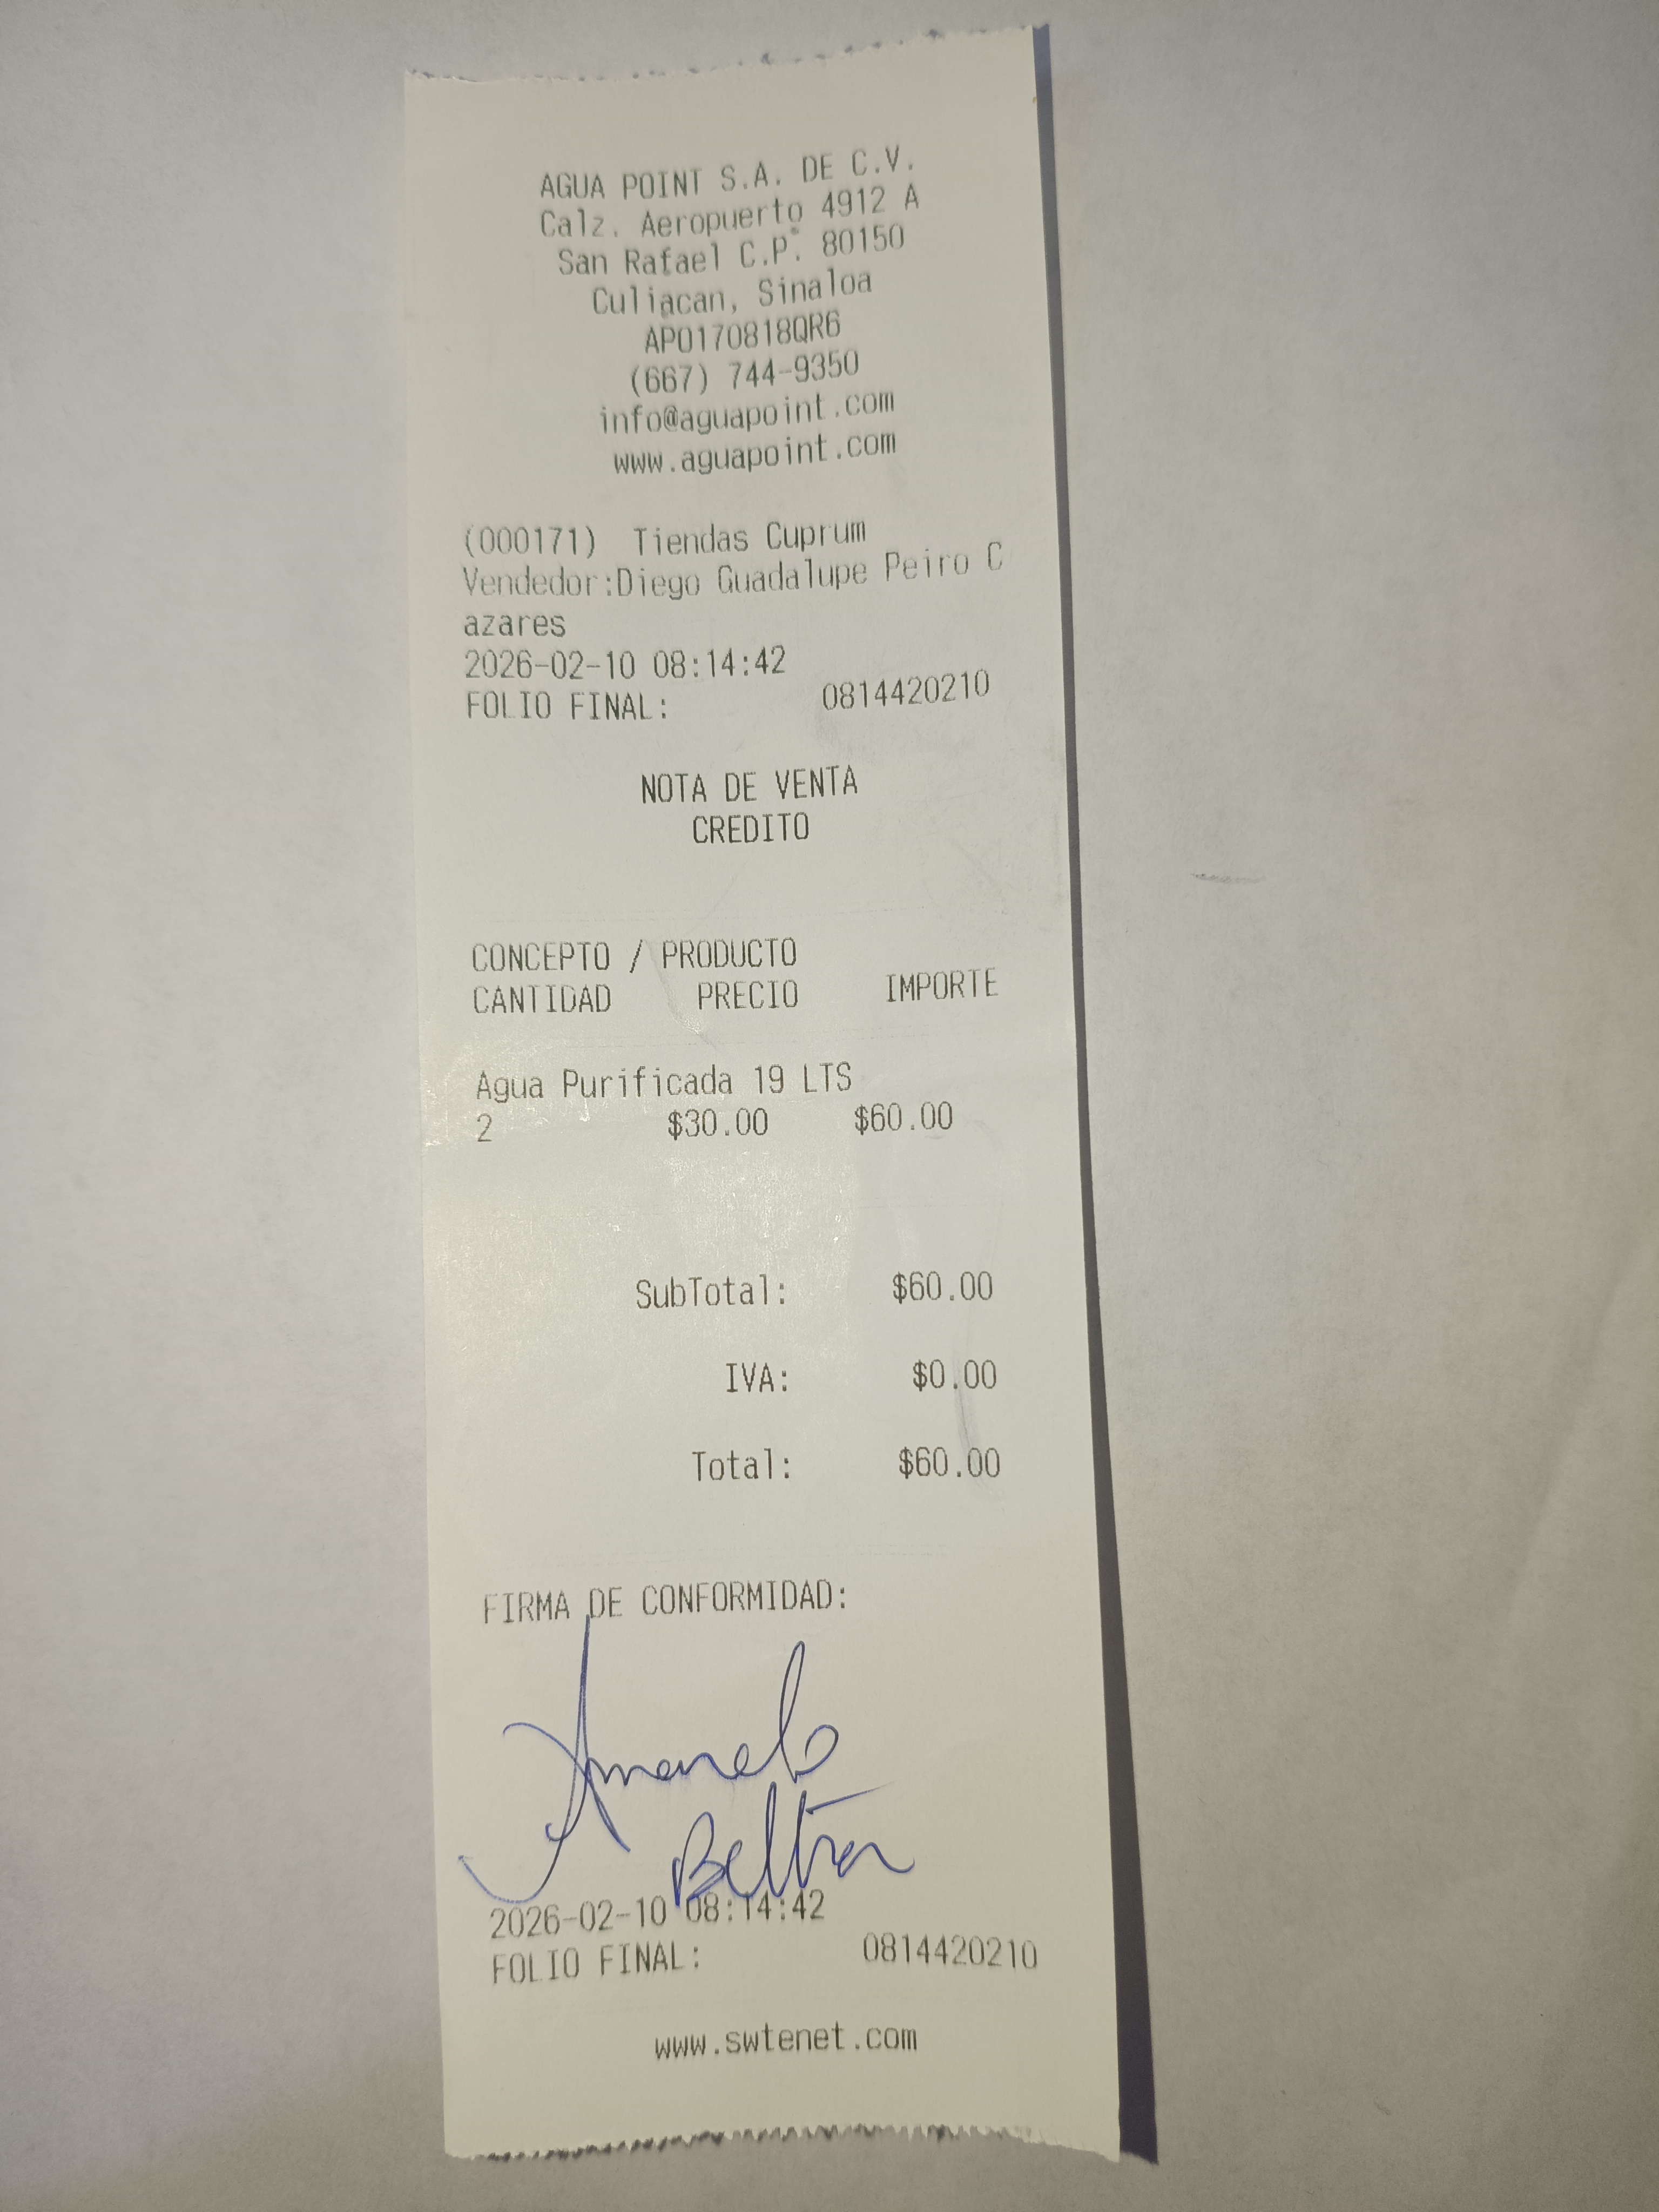 AGUA POINT S.A. DE C.V.
Calz. Aeropuerto 4912 A
San Rafael C.P. 80150
Culiacan, Sinaloa
APO170818QR6
(667) 744-9350
info@aguapoint.com
www.aguapoint.com
(000171) Tiendas Cuprum
Vendedor:Diego Guadalupe Peiro C
azares
2026-02-10 08:14:42
FOLIO FINAL: 0814420210
NOTA DE VENTA
CREDITO
CONCEPTO / PRODUCTO
CANTIDAD PRECIO IMPORTE
Agua Purificada 19 LTS
2 $30.00 $60.00
SubTotal: $60.00
IVA: $0.00
Total: $60.00
FIRMA DE CONFORMIDAD:
Beltran
2026-02-10 08:14:42
FOLIO FINAL: 0814420210
www.swtenet.com